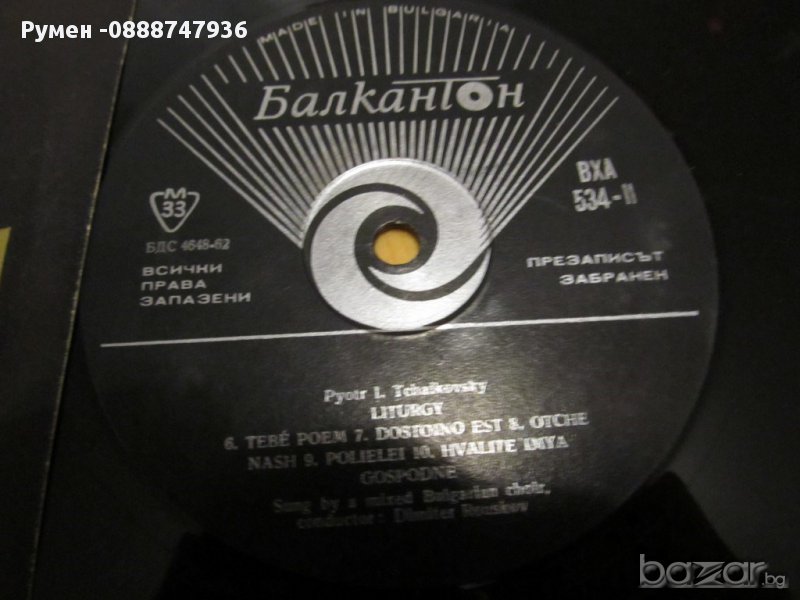 Румен -0888747936
MADE IN BULGARIA
Балкантон
М
33
БДС 4648-62
ВСИЧКИ
ПРАВА
ЗАПАЗЕНИ
ВХА
534-II
ПРЕЗАПИСЪТ
ЗАБРАНЕН
Pyotr I. Tchaikovsky
LITURGY
6. TEBÉ POEM 7. DOSTOINO EST 8. OTCHE
NASH 9. POLIELEI 10. HVALITE IMYA
GOSPODNE
Sung by a mixed Bulgarian choir,
conductor: Dimiter
bazar.bg